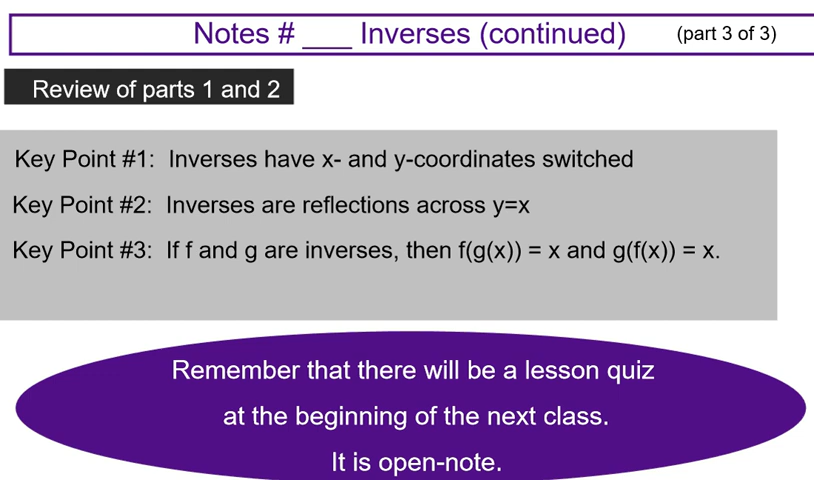 Notes # ___ Inverses (continued) (part 3 of 3)
Review of parts 1 and 2
Key Point #1: Inverses have x- and y-coordinates switched
Key Point #2: Inverses are reflections across y=x
Key Point #3: If f and g are inverses, then f(g(x)) = x and g(f(x)) = x.
Remember that there will be a lesson quiz
at the beginning of the next class.
It is open-note.